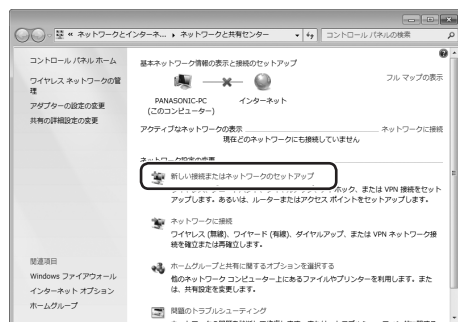 « ネットワークとインターネ... ▸ ネットワークと共有センター
コントロール パネルの検索
コントロール パネル ホーム
ワイヤレス ネットワークの管理
アダプターの設定の変更
共有の詳細設定の変更
基本ネットワーク情報の表示と接続のセットアップ
フル マップの表示
PANASONIC-PC
(このコンピューター)
インターネット
アクティブなネットワークの表示
ネットワークに接続
現在どのネットワークにも接続していません
ネットワーク設定の変更
新しい接続またはネットワークのセットアップ
ホック、または VPN 接続をセット
アップします。あるいは、ルーターまたはアクセス ポイントをセットアップします。
ネットワークに接続
ワイヤレス (無線)、ワイヤード (有線)、ダイヤルアップ、または VPN ネットワーク接
続を確立または再確立します。
ホームグループと共有に関するオプションを選択する
他のネットワーク コンピューター上にあるファイルやプリンターを利用します。また
は、共有設定を変更します。
問題のトラブルシューティング
関連項目
Windows ファイアウォール
インターネット オプション
ホームグループ